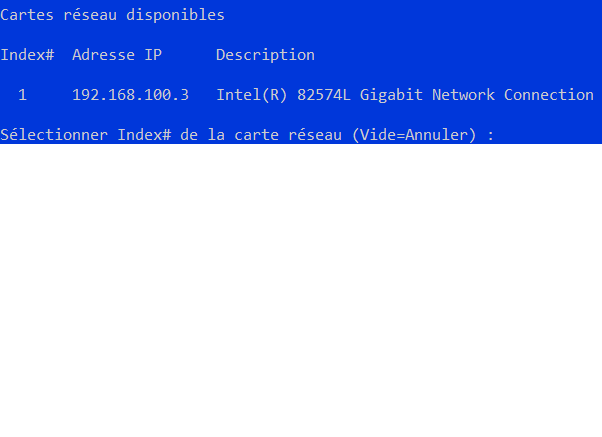 Cartes réseau disponibles
Index#  Adresse IP      Description
  1     192.168.100.3   Intel(R) 82574L Gigabit Network Connection
Sélectionner Index# de la carte réseau (Vide=Annuler) :